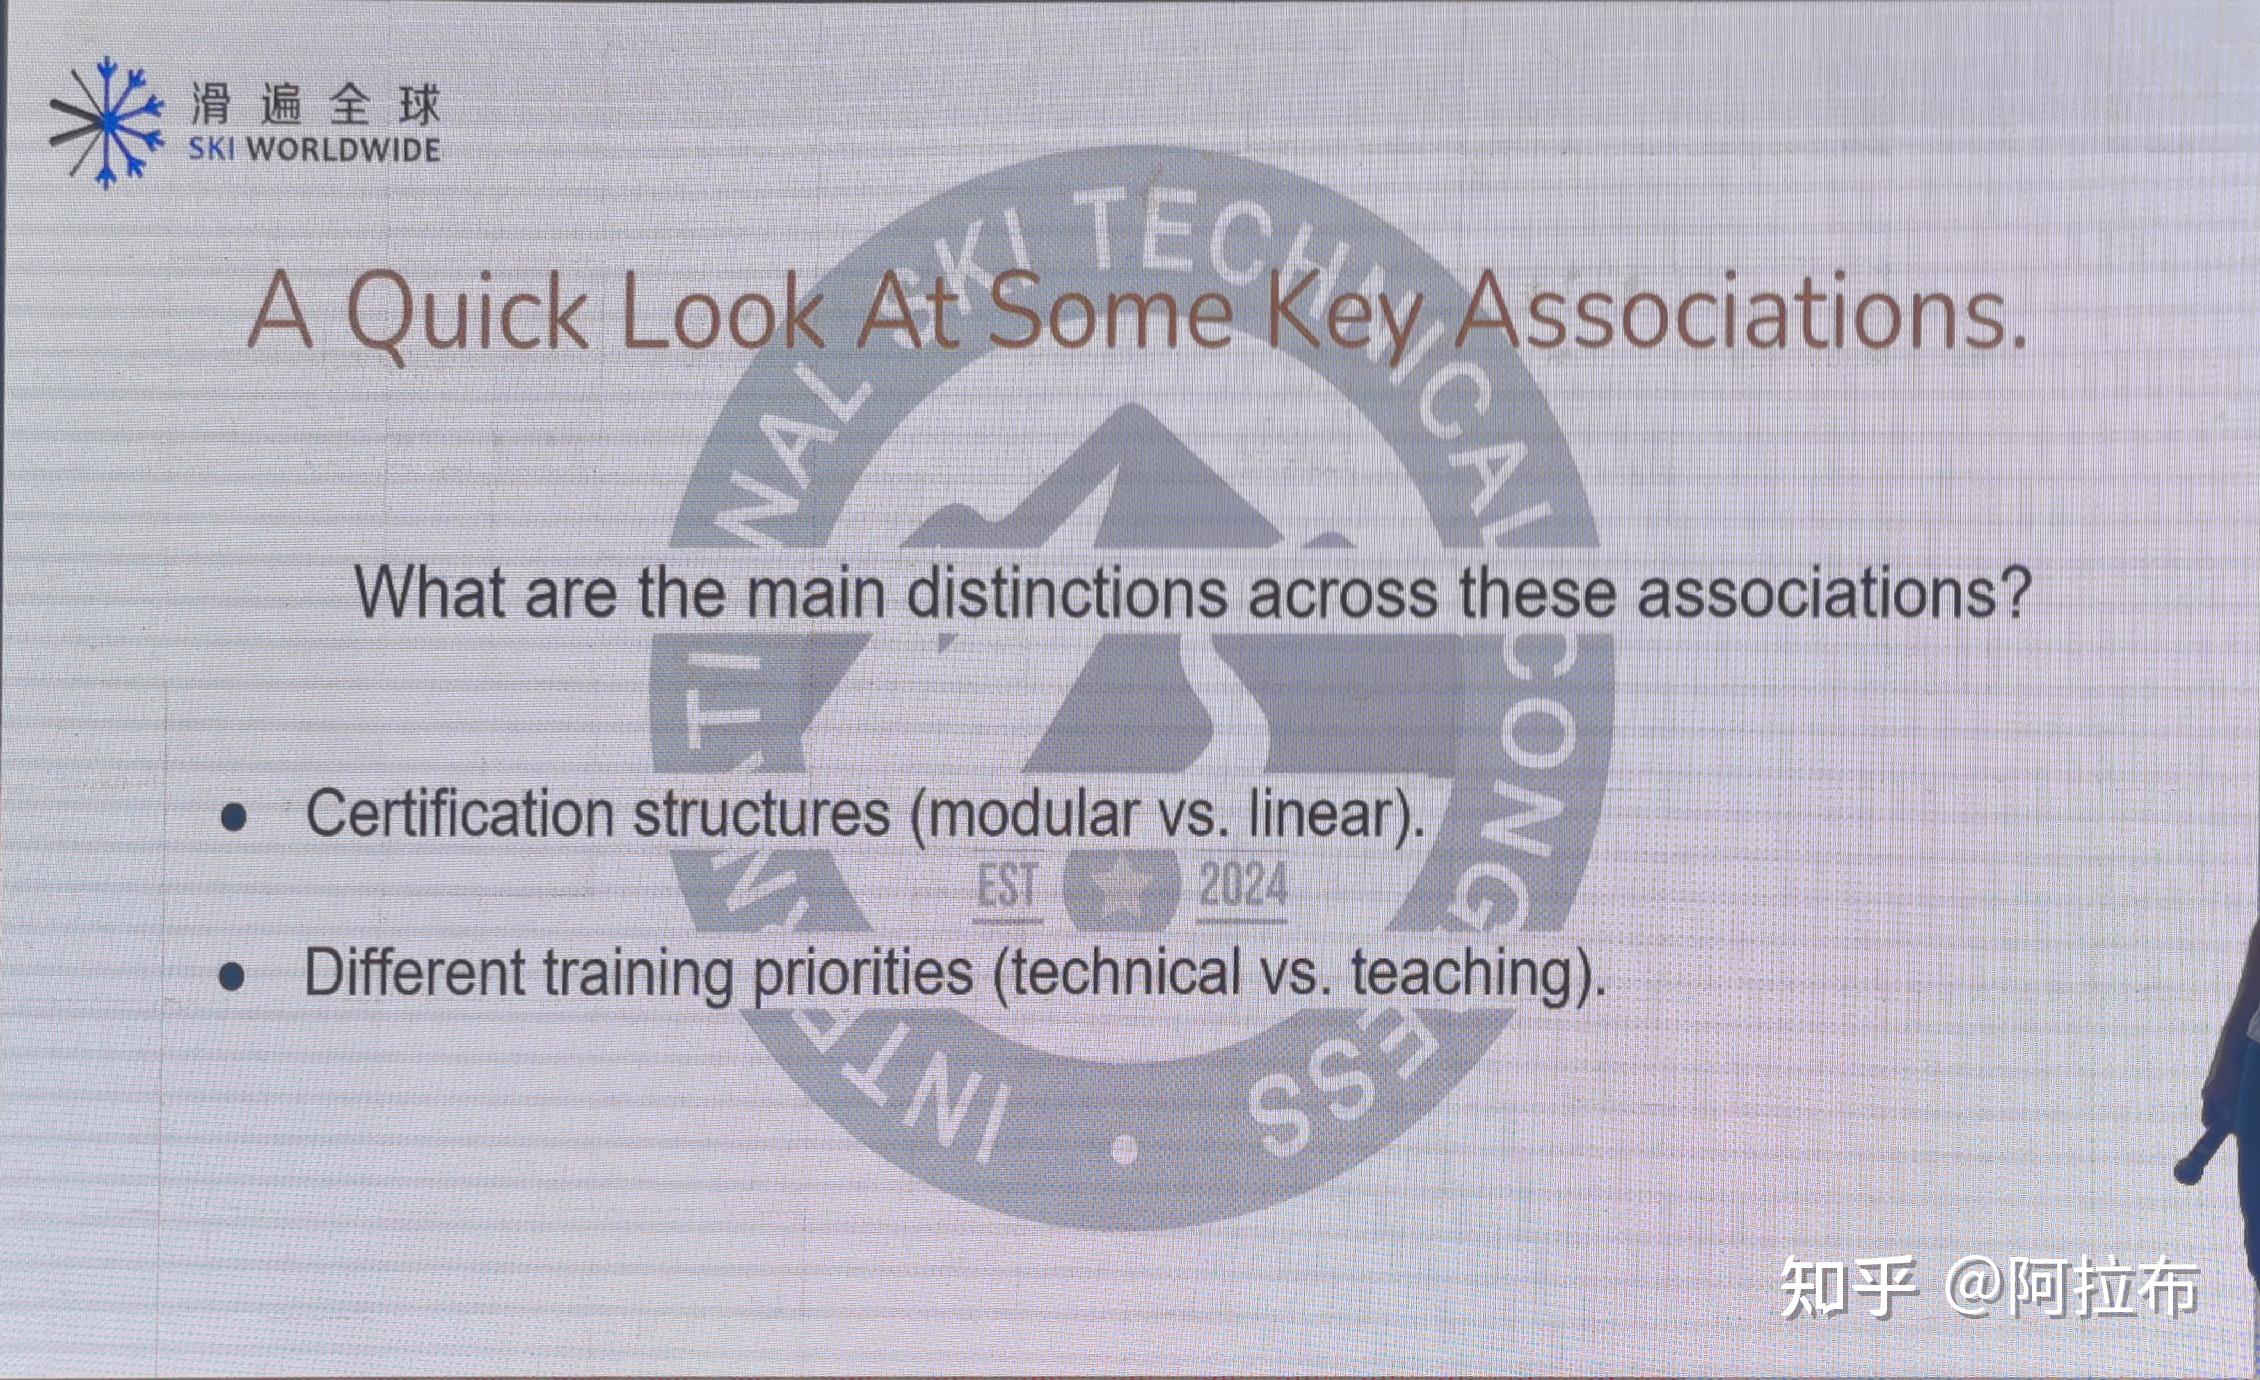 滑遍全球
SKI WORLDWIDE
A Quick Look At Some Key Associations.
What are the main distinctions across these associations?
• Certification structures (modular vs. linear).
EST 2024
• Different training priorities (technical vs. teaching).
SKI TECHNICAL
知乎 @阿拉布